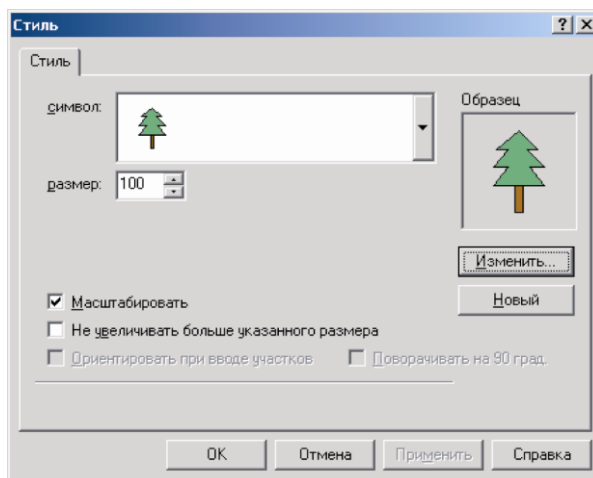 Стиль
Стиль
символ:
Образец
размер: 100
Изменить...
Новый
Масштабировать
Не увеличивать больше указанного размера
Ориентировать при вводе участков Поворачивать на 90 град.
OK Отмена Применить Справка